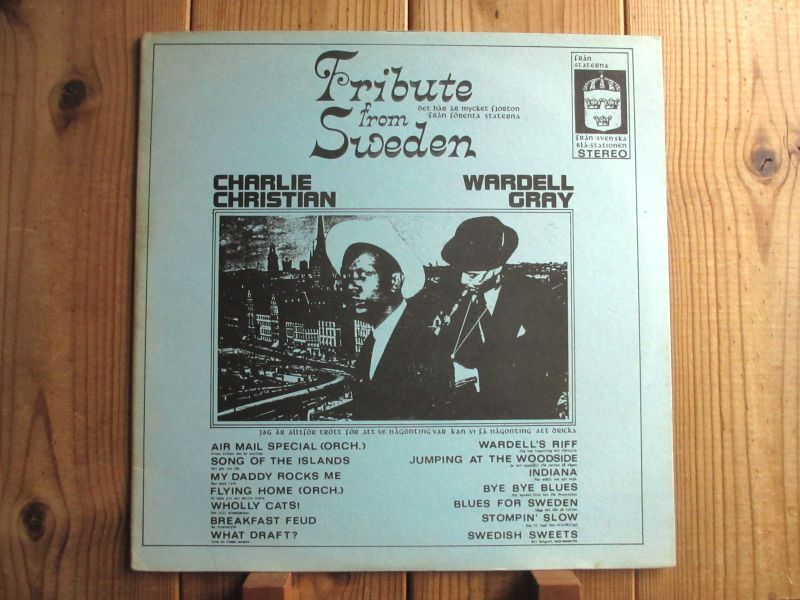 Tribute
from
Sweden
det här är mycket fjorton
från förenta staterna
från
staterna
från svenska
blå-stationen
STEREO
CHARLIE
CHRISTIAN
WARDELL
GRAY
jag är alltför trött för att se någonting var kan vi få någonting att dricka
AIR MAIL SPECIAL (ORCH.)
SONG OF THE ISLANDS
MY DADDY ROCKS ME
FLYING HOME (ORCH.)
WHOLLY CATS!
BREAKFAST FEUD
WHAT DRAFT?
WARDELL'S RIFF
JUMPING AT THE WOODSIDE
INDIANA
BYE BYE BLUES
BLUES FOR SWEDEN
STOMPIN' SLOW
SWEDISH SWEETS